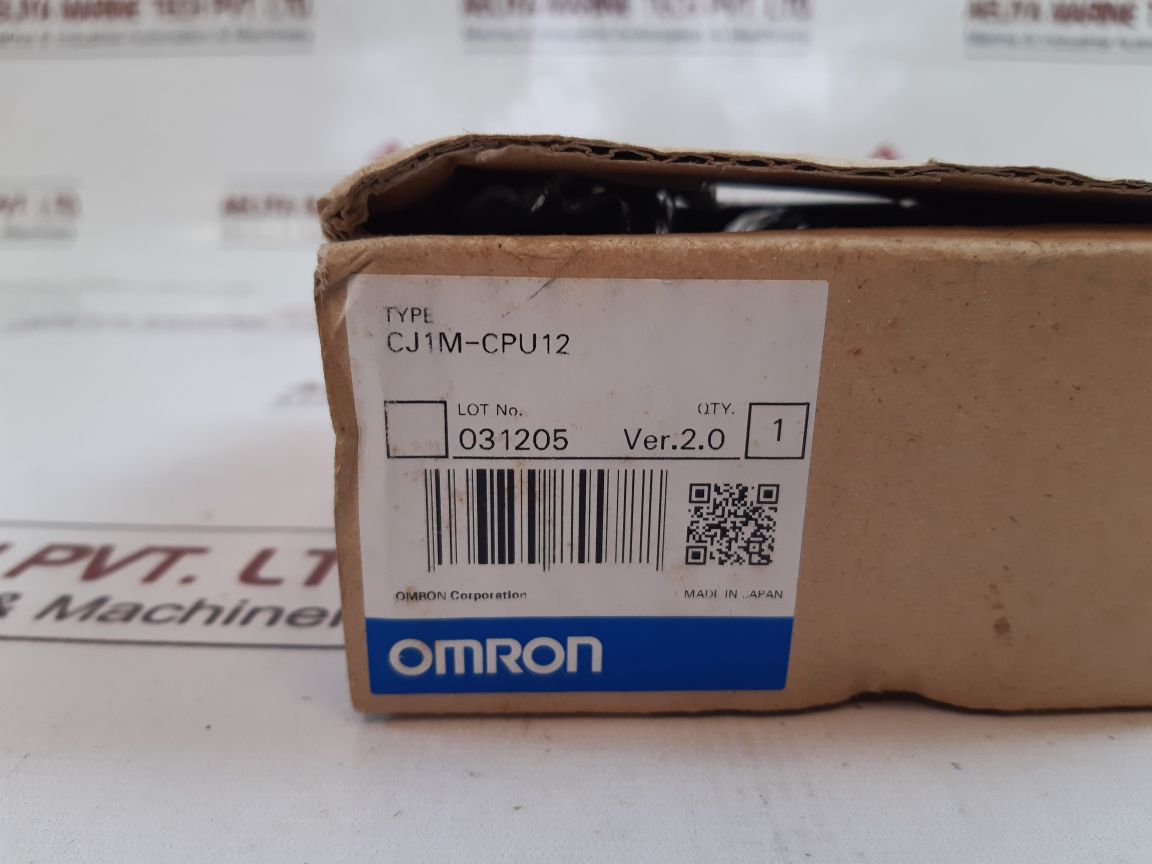 TYPE
CJ1M-CPU12
LOT No. QTY.
031205 Ver.2.0 1
OMRON Corporation MADE IN JAPAN
OMRON
PVT. LT
& Machine